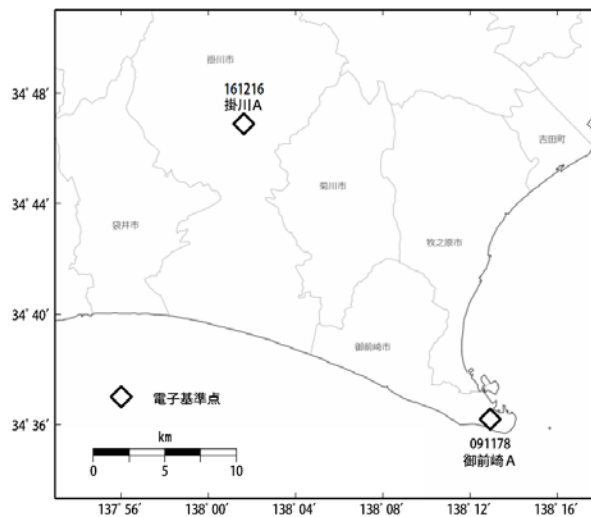 34° 48′
34° 44′
34° 40′
34° 36′
掛川市
161216
掛川A
吉田町
菊川市
袋井市
牧之原市
御前崎市
電子基準点
km
0 5 10
091178
御前崎A
137° 56′ 138° 00′ 138° 04′ 138° 08′ 138° 12′ 138° 16′